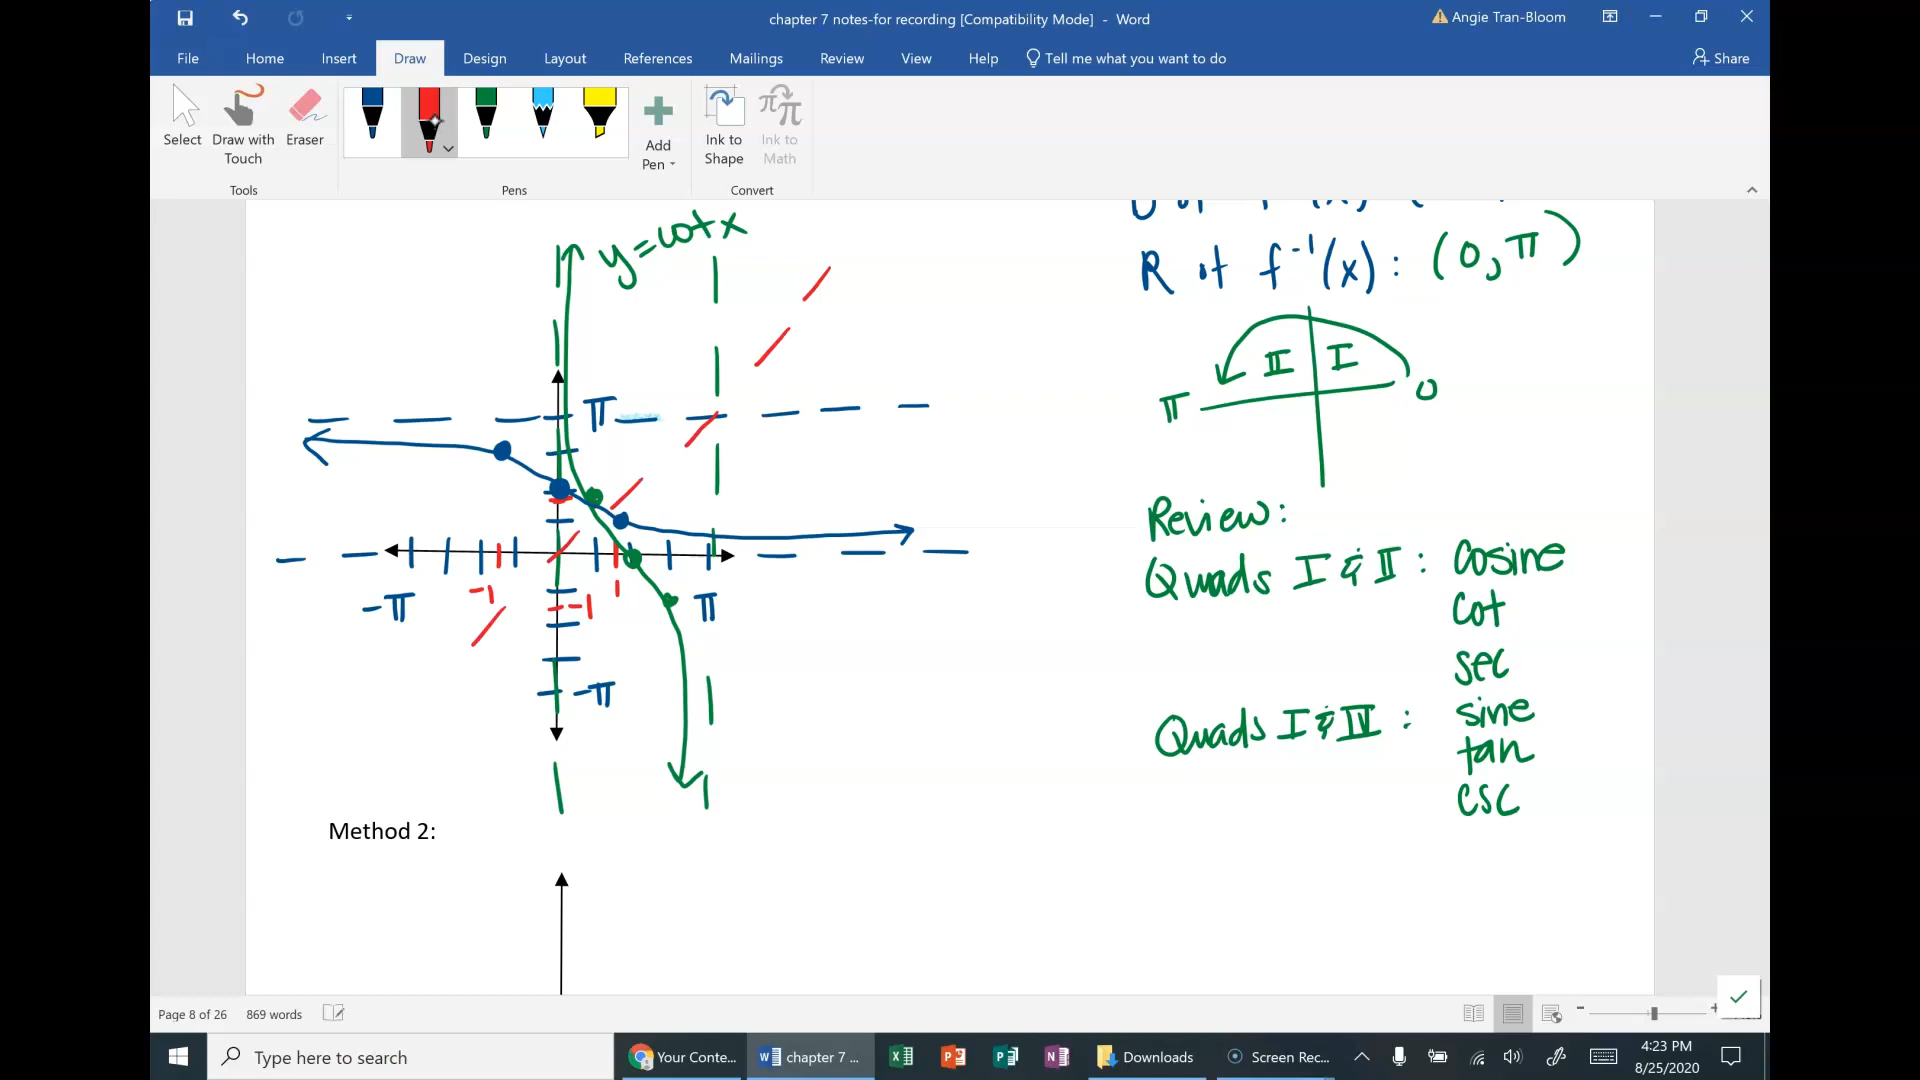 chapter 7 notes-for recording [Compatibility Mode] - Word
Angie Tran-Bloom
File Home Insert Draw Design Layout References Mailings Review View Help Tell me what you want to do Share
Select
Draw with Touch
Eraser
Add Pen
Ink to Shape
Ink to Math
Tools
Pens
Convert
y=cotx
R of f⁻¹(x): (0, π)
II I
π 0
π
-π -1 -1 1 π
-π
Review:
Quads I & II: cosine
cot
sec
Quads I & IV: sine
tan
csc
Method 2:
Page 8 of 26 869 words
Type here to search
Your Conte...
chapter 7 ...
Downloads
Screen Rec...
4:23 PM
8/25/2020